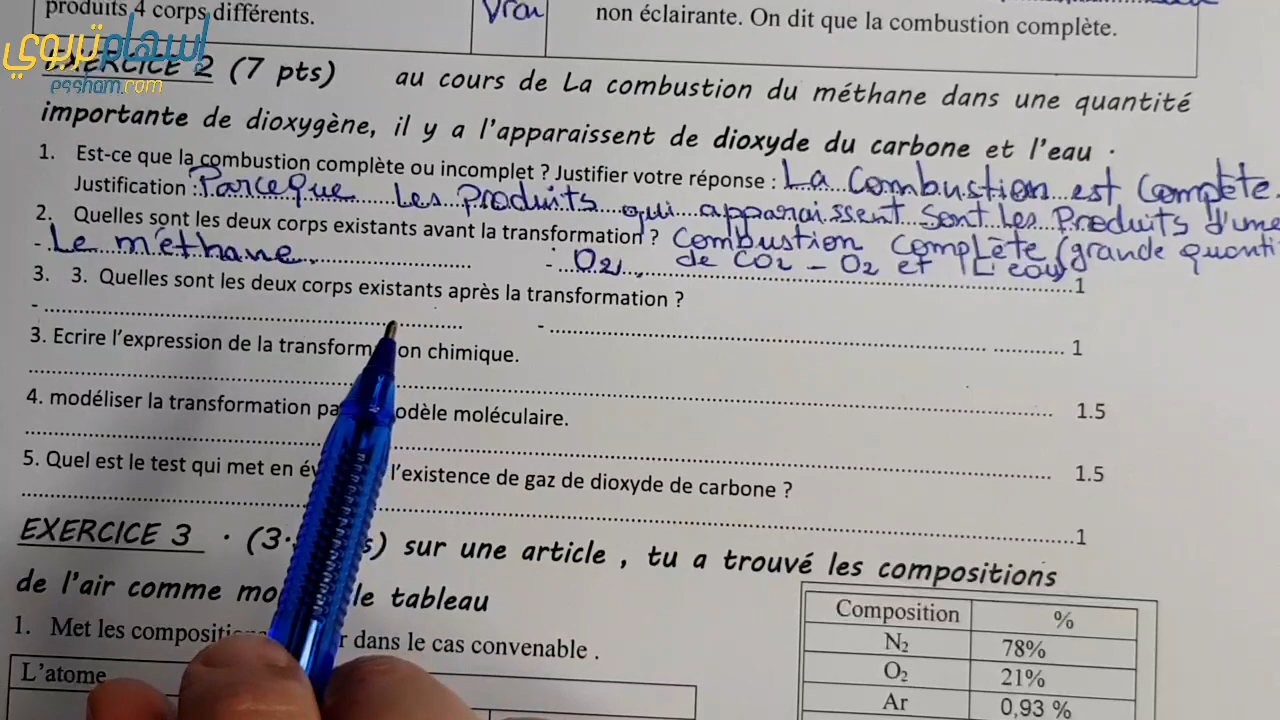 produits 4 corps différents.
Vrai
non éclairante. On dit que la combustion complète.
إسهام تربوي
essham.com
EXERCICE 2 (7 pts) au cours de La combustion du méthane dans une quantité
importante de dioxygène, il y a l'apparaissent de dioxyde du carbone et l'eau .
1. Est-ce que la combustion complète ou incomplet ? Justifier votre réponse : La Combustion est Complète.
Justification : Parceque Les Produits qui apparaissent Sont Les Produits d'une
2. Quelles sont les deux corps existants avant la transformation ? Combustion Complète (grande quanti
- Le méthane. - O2 de CO2 - O2 et L'eau) 1
3. 3. Quelles sont les deux corps existants après la transformation ?
- - 1
3. Ecrire l'expression de la transform on chimique.
1.5
4. modéliser la transformation pa odèle moléculaire.
1.5
5. Quel est le test qui met en év l'existence de gaz de dioxyde de carbone ?
1
EXERCICE 3 . (3. s) sur une article , tu a trouvé les compositions
de l'air comme mo le tableau
1. Met les compositi r dans le cas convenable .
L'atome
Composition %
N2 78%
O2 21%
Ar 0,93 %